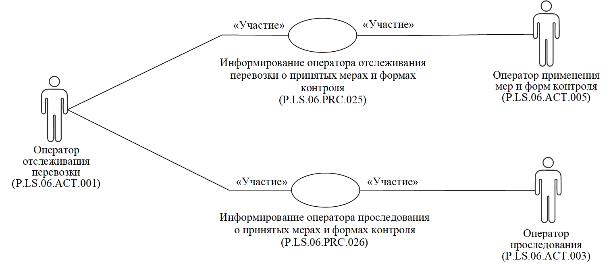 «Участие»
«Участие»
Информирование оператора отслеживания
перевозки о принятых мерах и формах
контроля
(P.LS.06.PRC.025)
Оператор применения
мер и форм контроля
(P.LS.06.ACT.005)
Оператор
отслеживания
перевозки
(P.LS.06.ACT.001)
«Участие»
«Участие»
Информирование оператора проследования
о принятых мерах и формах контроля
(P.LS.06.PRC.026)
Оператор
проследования
(P.LS.06.ACT.003)